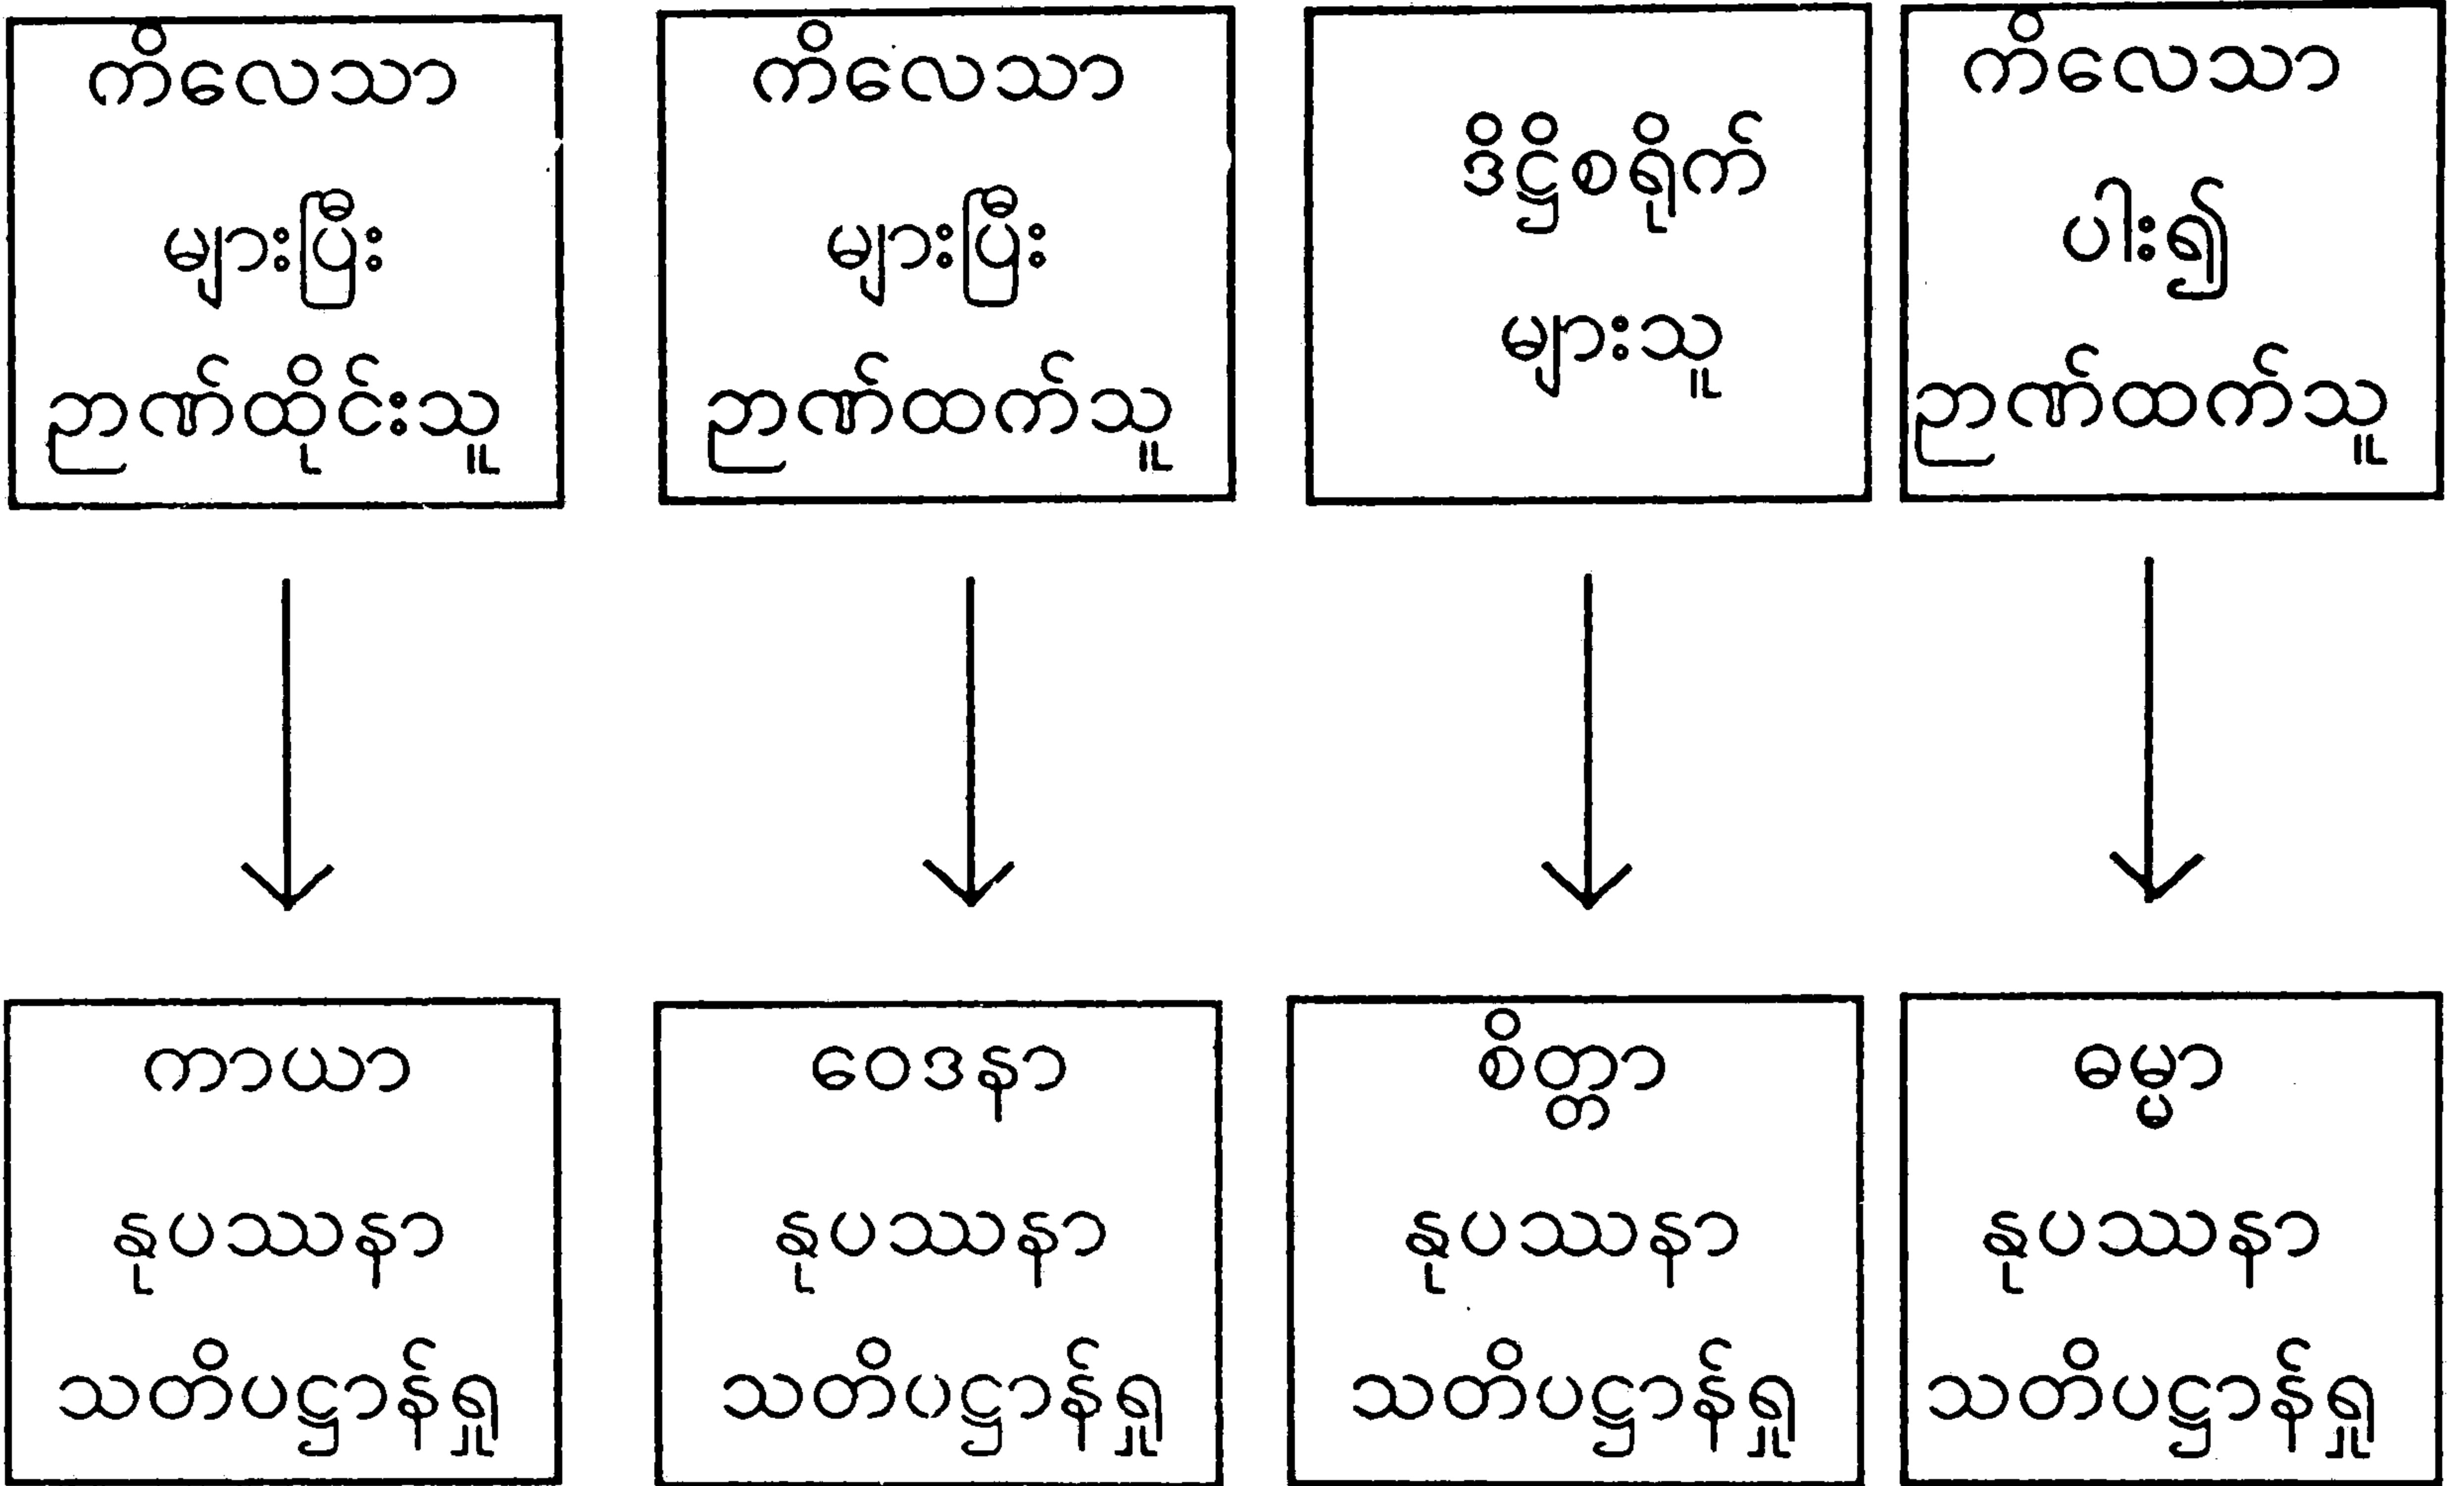 ကိလေသာ
များပြီး
ဉာဏ်ထိုင်းသူ
ကိလေသာ
များပြီး
ဉာဏ်ထက်သူ
ဒိဋ္ဌိစရိုက်
များသူ
ကိလေသာ
ပါး၍
ဉာဏ်ထက်သူ
ကာယာ
နုပဿနာ
သတိပဋ္ဌာန်ရှု
ဝေဒနာ
နုပဿနာ
သတိပဋ္ဌာန်ရှု
စိတ္တာ
နုပဿနာ
သတိပဋ္ဌာန်ရှု
ဓမ္မာ
နုပဿနာ
သတိပဋ္ဌာန်ရှု